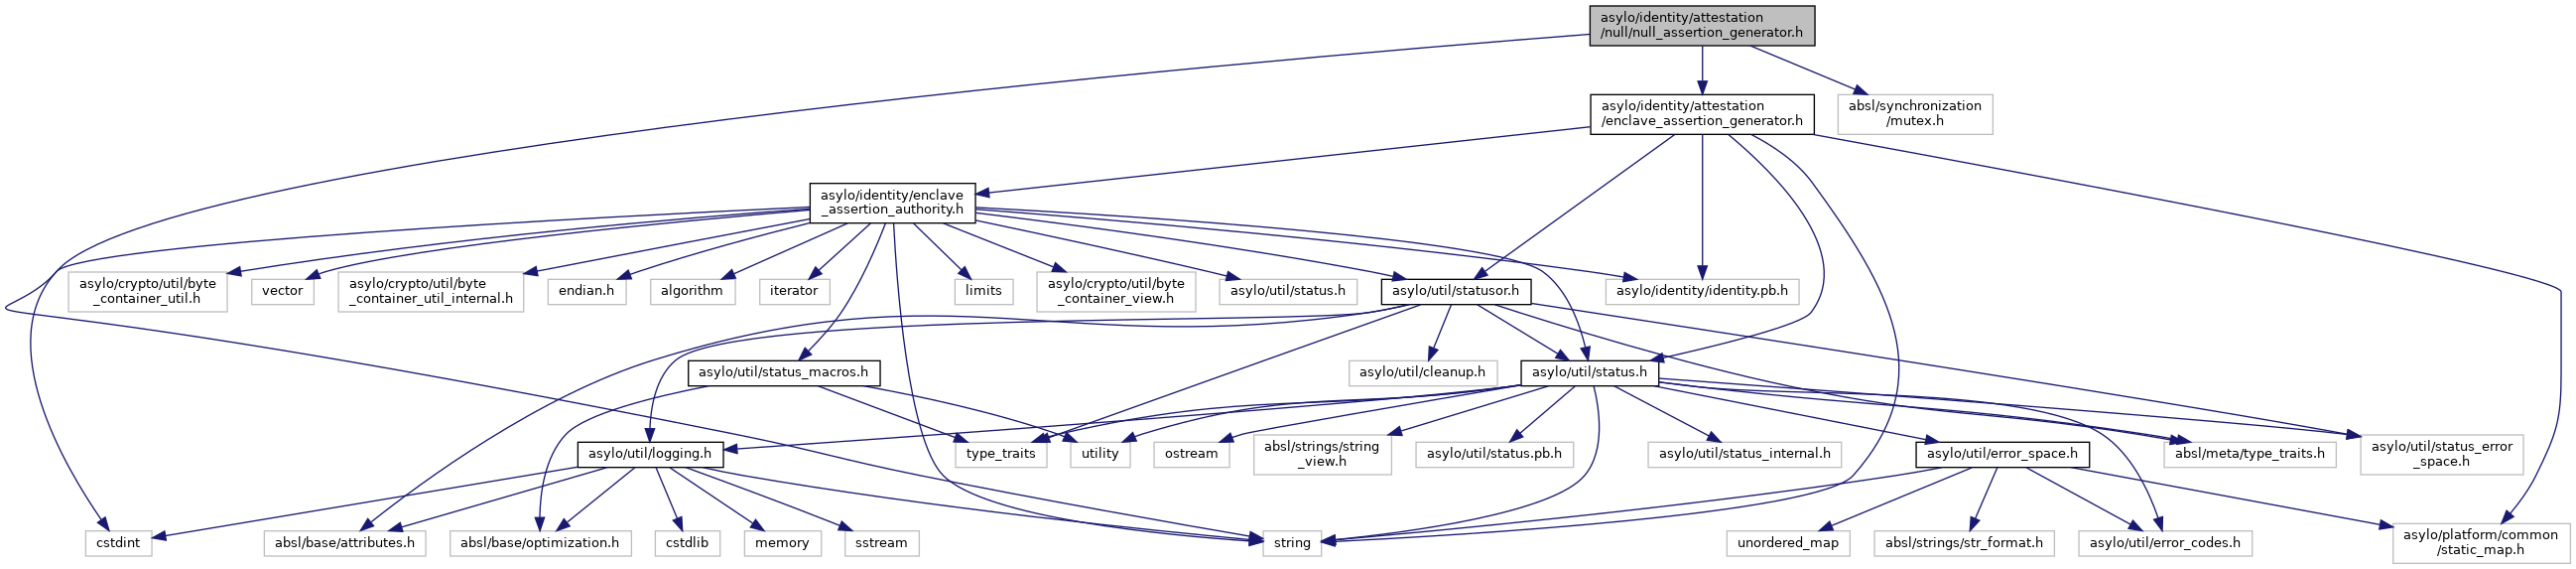 asylo/identity/attestation
/null/null_assertion_generator.h
asylo/identity/attestation
/enclave_assertion_generator.h
absl/synchronization
/mutex.h
asylo/identity/enclave
_assertion_authority.h
asylo/crypto/util/byte
_container_util.h
vector
asylo/crypto/util/byte
_container_util_internal.h
endian.h
algorithm
iterator
limits
asylo/crypto/util/byte
_container_view.h
asylo/util/status.h
asylo/util/statusor.h
asylo/identity/identity.pb.h
asylo/util/status_macros.h
asylo/util/cleanup.h
asylo/util/status.h
asylo/util/logging.h
type_traits
utility
ostream
absl/strings/string
_view.h
asylo/util/status.pb.h
asylo/util/status_internal.h
asylo/util/error_space.h
absl/meta/type_traits.h
asylo/util/status_error
_space.h
cstdint
absl/base/attributes.h
absl/base/optimization.h
cstdlib
memory
sstream
string
unordered_map
absl/strings/str_format.h
asylo/util/error_codes.h
asylo/platform/common
/static_map.h